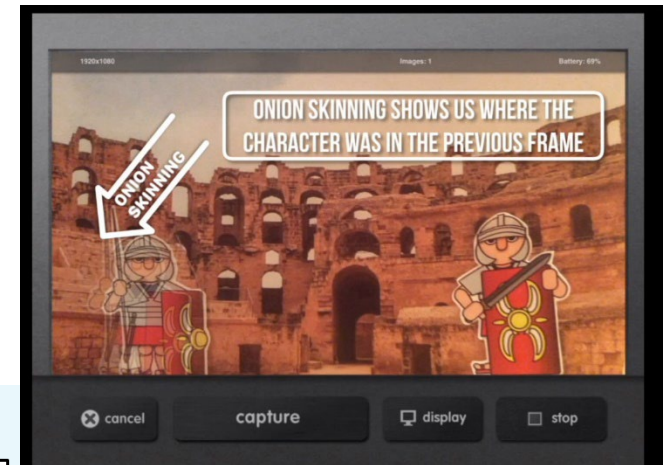 1920x1080 Images: 1 Battery: 69%
ONION SKINNING SHOWS US WHERE THE
CHARACTER WAS IN THE PREVIOUS FRAME
ONION
SKINNING
cancel capture display stop